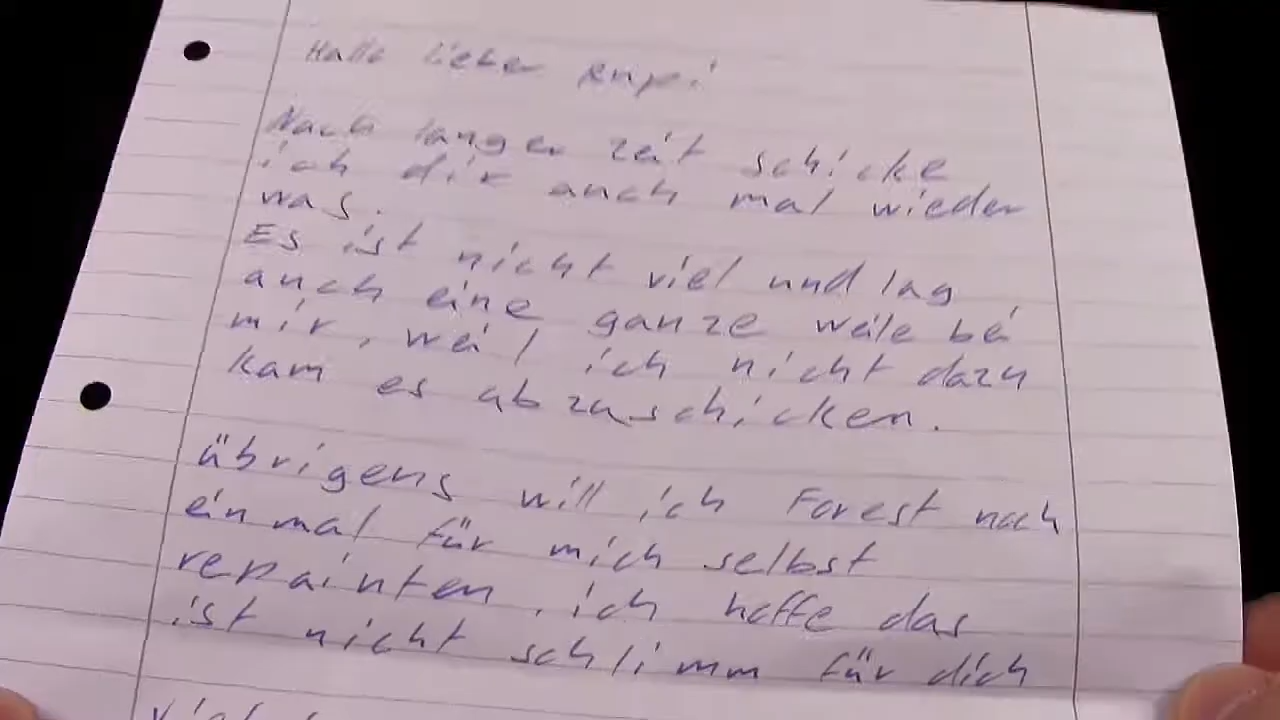 Hallo lieber Rupi
Nach langer zeit schicke
ich dir auch mal wieder
was.
Es ist nicht viel und lag
auch eine ganze weile bei
mir, weil ich nicht dazu
kam es abzuschicken.
übrigens will ich Forest noch
einmal für mich selbst
repainten, ich hoffe das
ist nicht schlimm für dich